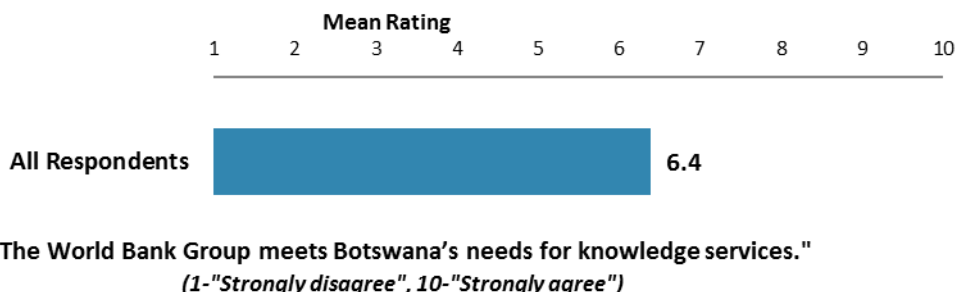 Mean Rating
1 2 3 4 5 6 7 8 9 10
All Respondents 6.4
The World Bank Group meets Botswana’s needs for knowledge services."
(1-"Strongly disagree", 10-"Strongly agree")